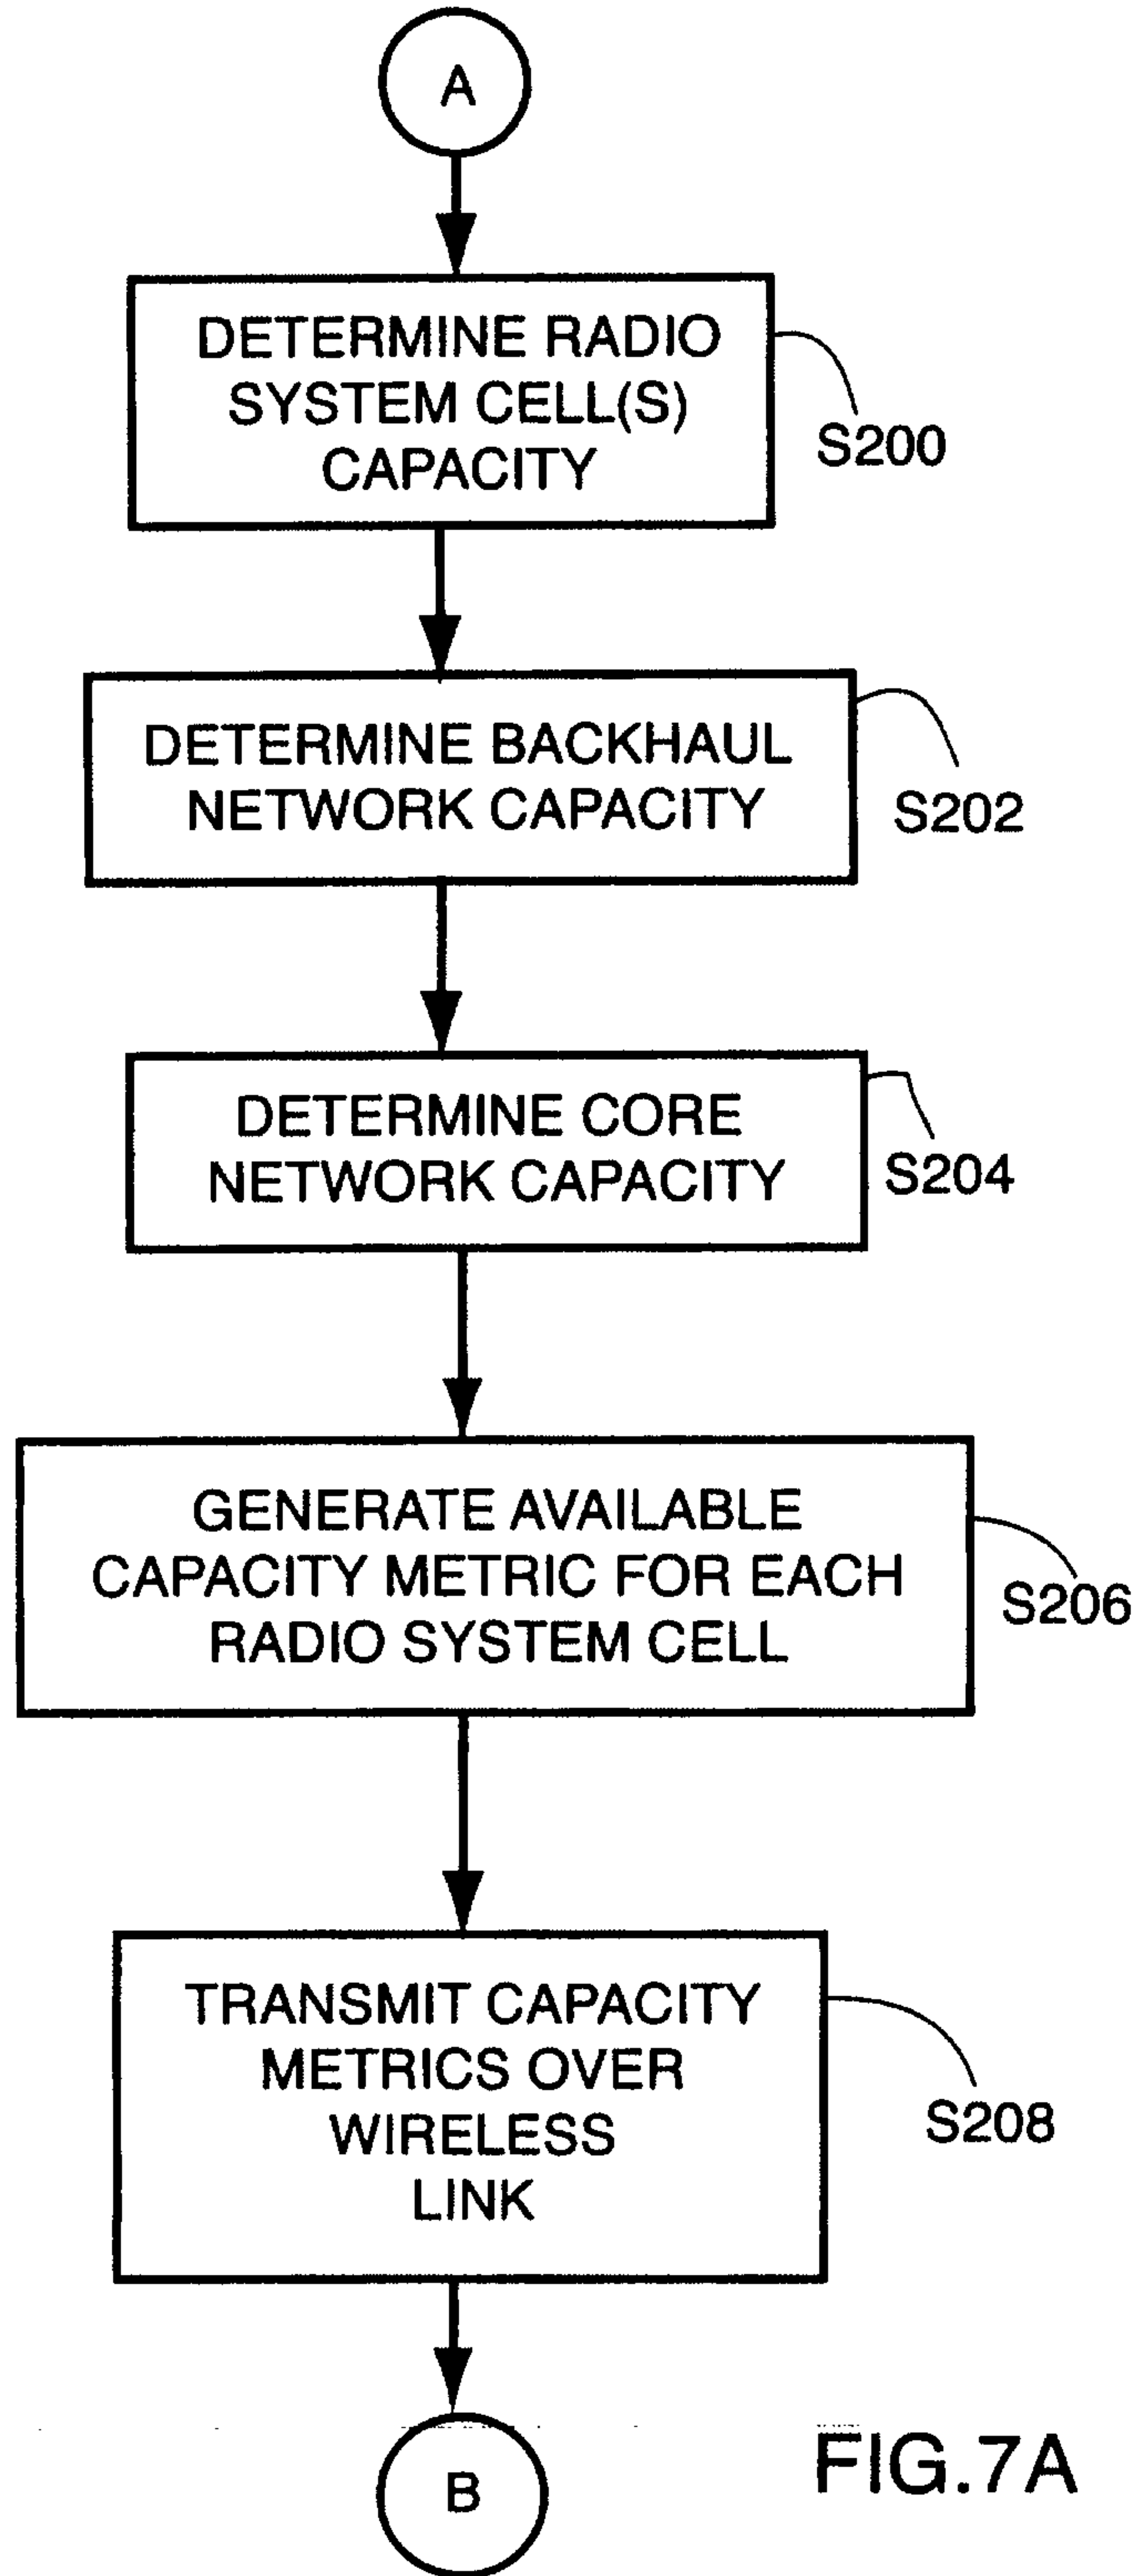 A
DETERMINE RADIO
SYSTEM CELL(S)
CAPACITY
S200
DETERMINE BACKHAUL
NETWORK CAPACITY
S202
DETERMINE CORE
NETWORK CAPACITY
S204
GENERATE AVAILABLE
CAPACITY METRIC FOR EACH
RADIO SYSTEM CELL
S206
TRANSMIT CAPACITY
METRICS OVER
WIRELESS
LINK
S208
B
FIG.7A